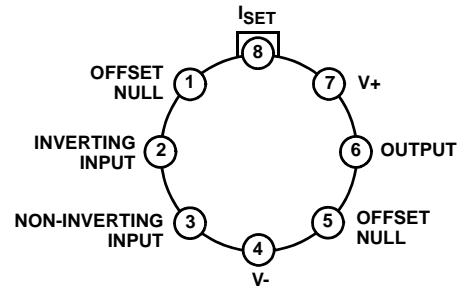 ISET
8
OFFSET
NULL
1
7
V+
INVERTING
INPUT
2
6
OUTPUT
NON-INVERTING
INPUT
3
5
OFFSET
NULL
4
V-